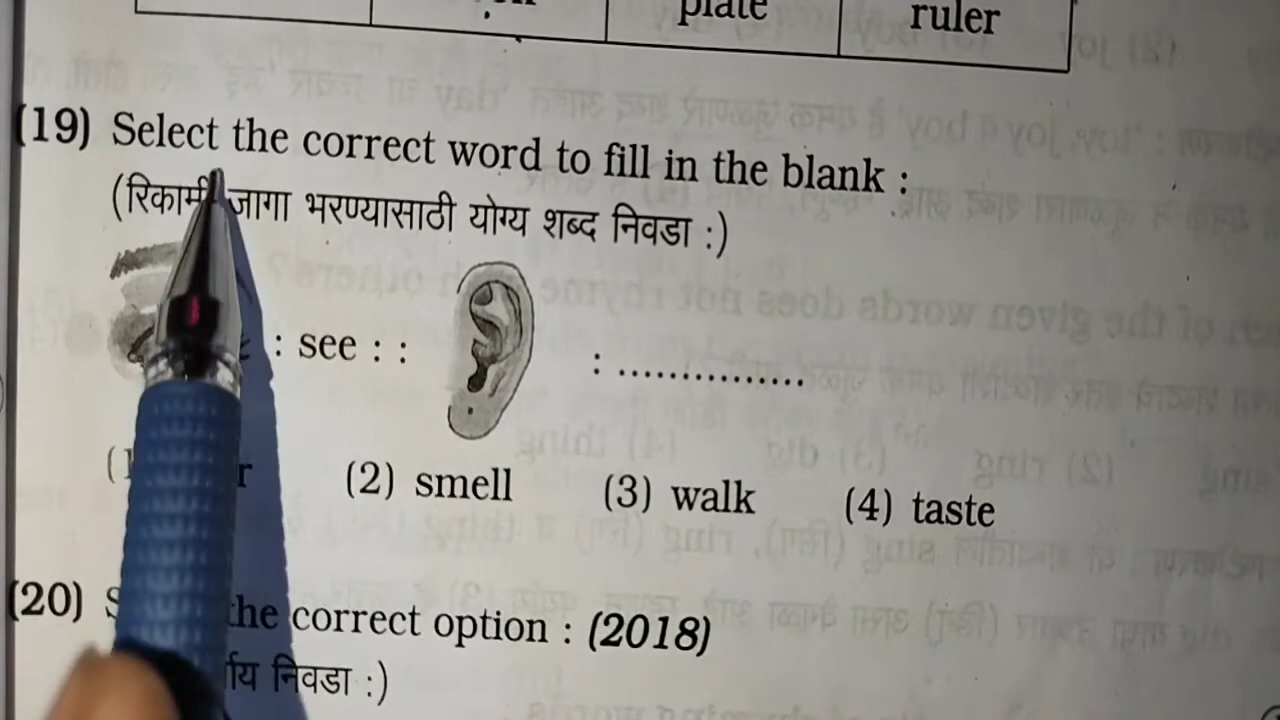 plate ruler
(19) Select the correct word to fill in the blank :
(रिकामी जागा भरण्यासाठी योग्य शब्द निवडा :)
: see : : : ...............
(2) smell (3) walk (4) taste
(20) the correct option : (2018)
निवडा :)